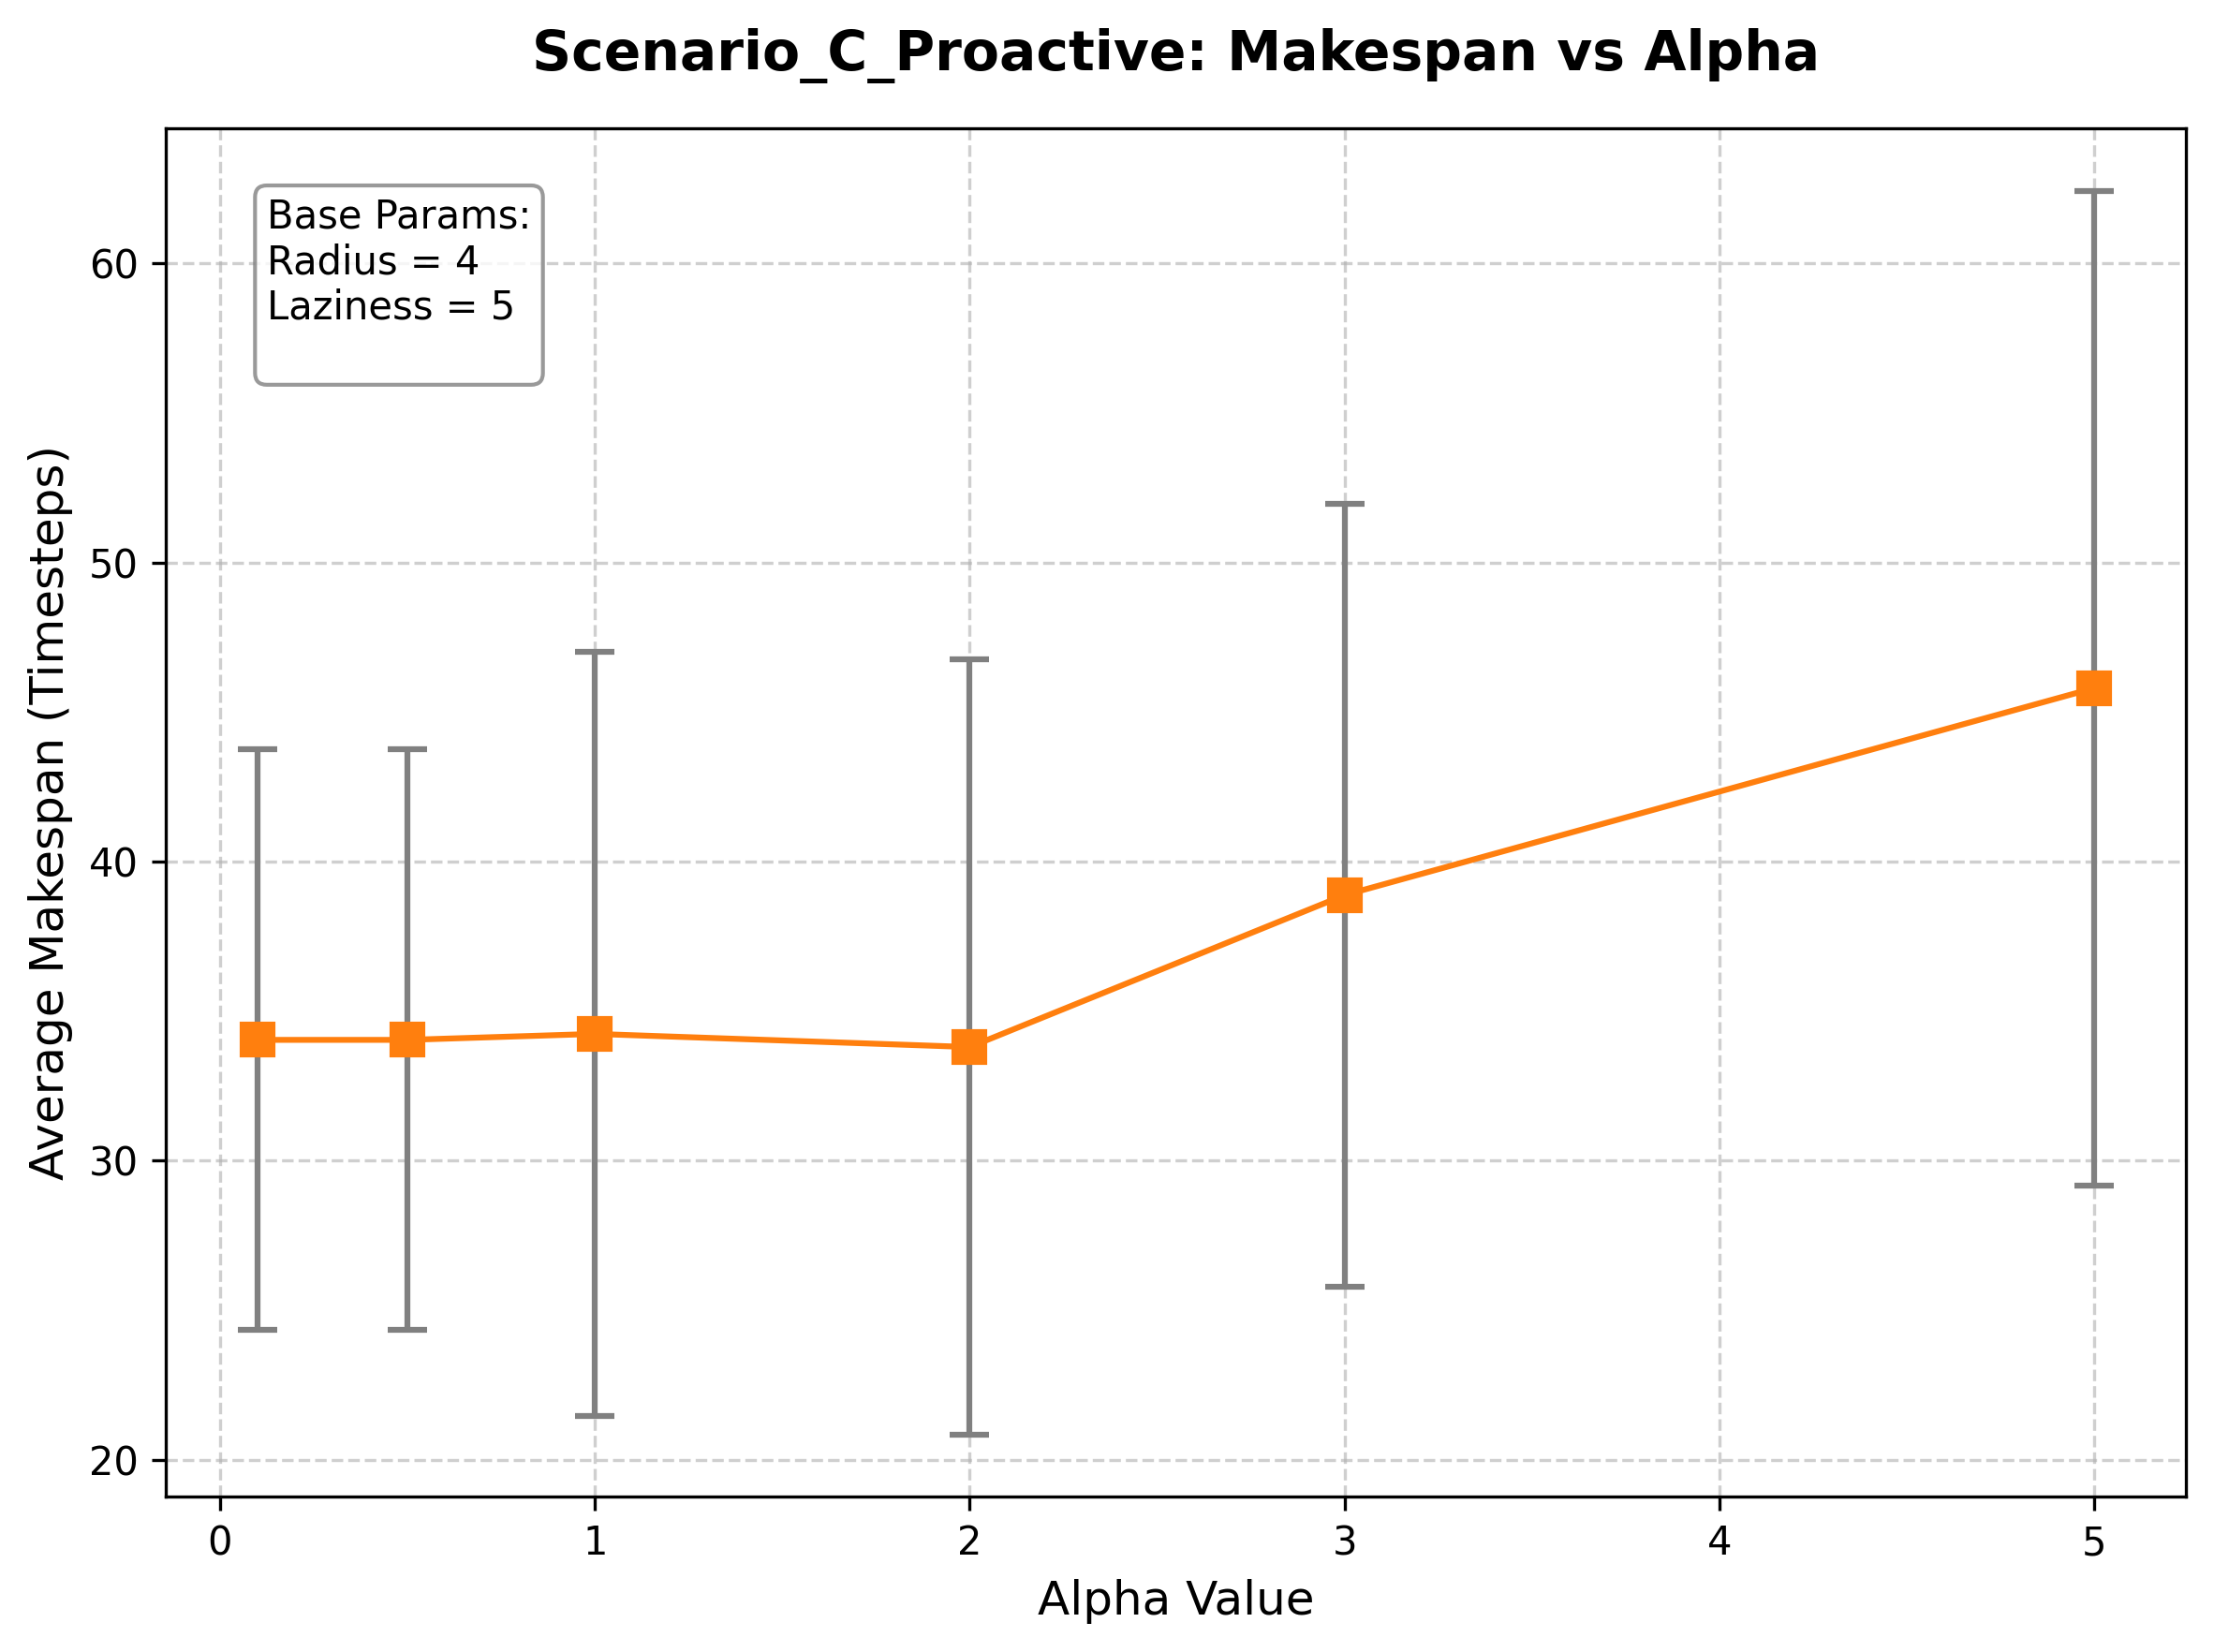 Scenario_C_Proactive: Makespan vs Alpha
Base Params:
Radius = 4
Laziness = 5
Average Makespan (Timesteps)
60
50
40
30
20
0 1 2 3 4 5
Alpha Value